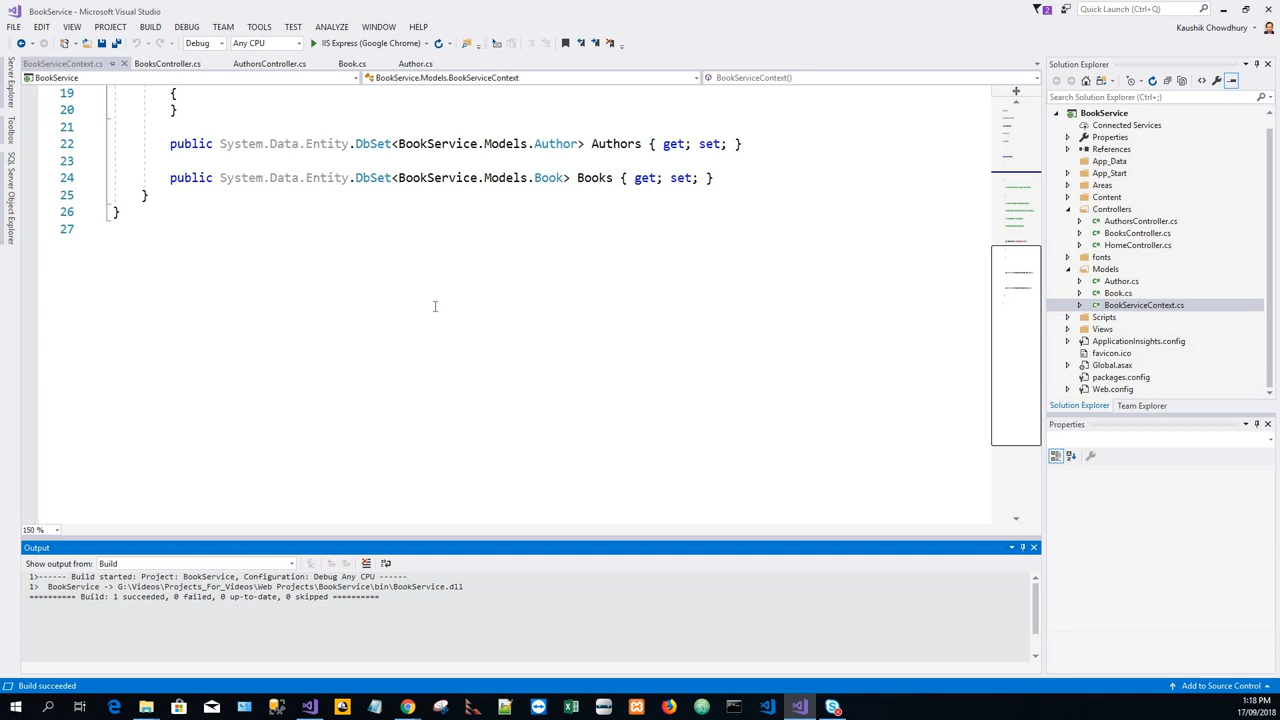 BookService - Microsoft Visual Studio
2
Quick Launch (Ctrl+Q)
FILE EDIT VIEW PROJECT BUILD DEBUG TEAM TOOLS TEST ANALYZE WINDOW HELP
Kaushik Chowdhury
Debug Any CPU IIS Express (Google Chrome)
BookServiceContext.cs BooksController.cs AuthorsController.cs Book.cs Author.cs
BookService BookService.Models.BookServiceContext BookServiceContext()
Server Explorer
Toolbox
SQL Server Object Explorer
19 {
20 }
21
22 public System.Data.Entity.DbSet<BookService.Models.Author> Authors { get; set; }
23
24 public System.Data.Entity.DbSet<BookService.Models.Book> Books { get; set; }
25 }
26 }
27
150 %
Solution Explorer
Search Solution Explorer (Ctrl+;)
BookService
Connected Services
Properties
References
App_Data
App_Start
Areas
Content
Controllers
AuthorsController.cs
BooksController.cs
HomeController.cs
fonts
Models
Author.cs
Book.cs
BookServiceContext.cs
Scripts
Views
ApplicationInsights.config
favicon.ico
Global.asax
packages.config
Web.config
Solution Explorer Team Explorer
Properties
Output
Show output from: Build
1>------ Build started: Project: BookService, Configuration: Debug Any CPU ------
1> BookService -> G:\Videos\Projects_For_Videos\Web Projects\BookService\bin\BookService.dll
========== Build: 1 succeeded, 0 failed, 0 up-to-date, 0 skipped ==========
Build succeeded
Add to Source Control
1:18 PM
17/09/2018